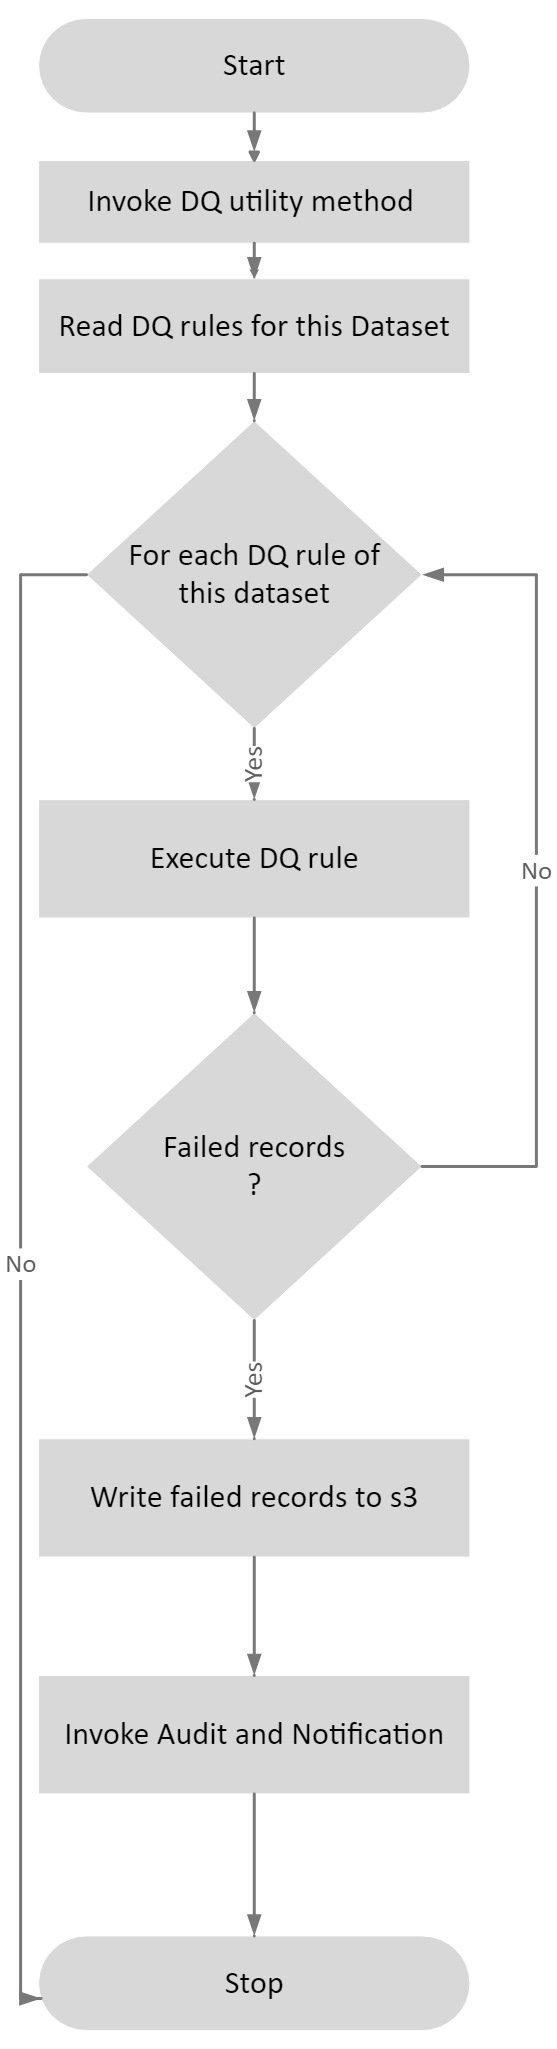 Start
Invoke DQ utility method
Read DQ rules for this Dataset
For each DQ rule of
this dataset
Yes
Execute DQ rule
No
Failed records
?
No
Yes
Write failed records to s3
Invoke Audit and Notification
Stop